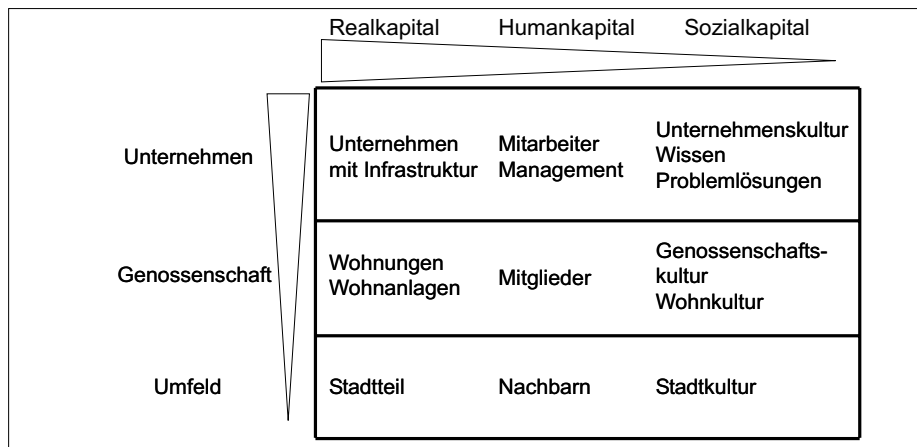 Realkapital Humankapital Sozialkapital
Unternehmen
Unternehmen
mit Infrastruktur
Mitarbeiter
Management
Unternehmenskultur
Wissen
Problemlösungen
Genossenschaft
Wohnungen
Wohnanlagen
Mitglieder
Genossenschafts-
kultur
Wohnkultur
Umfeld
Stadtteil
Nachbarn
Stadtkultur